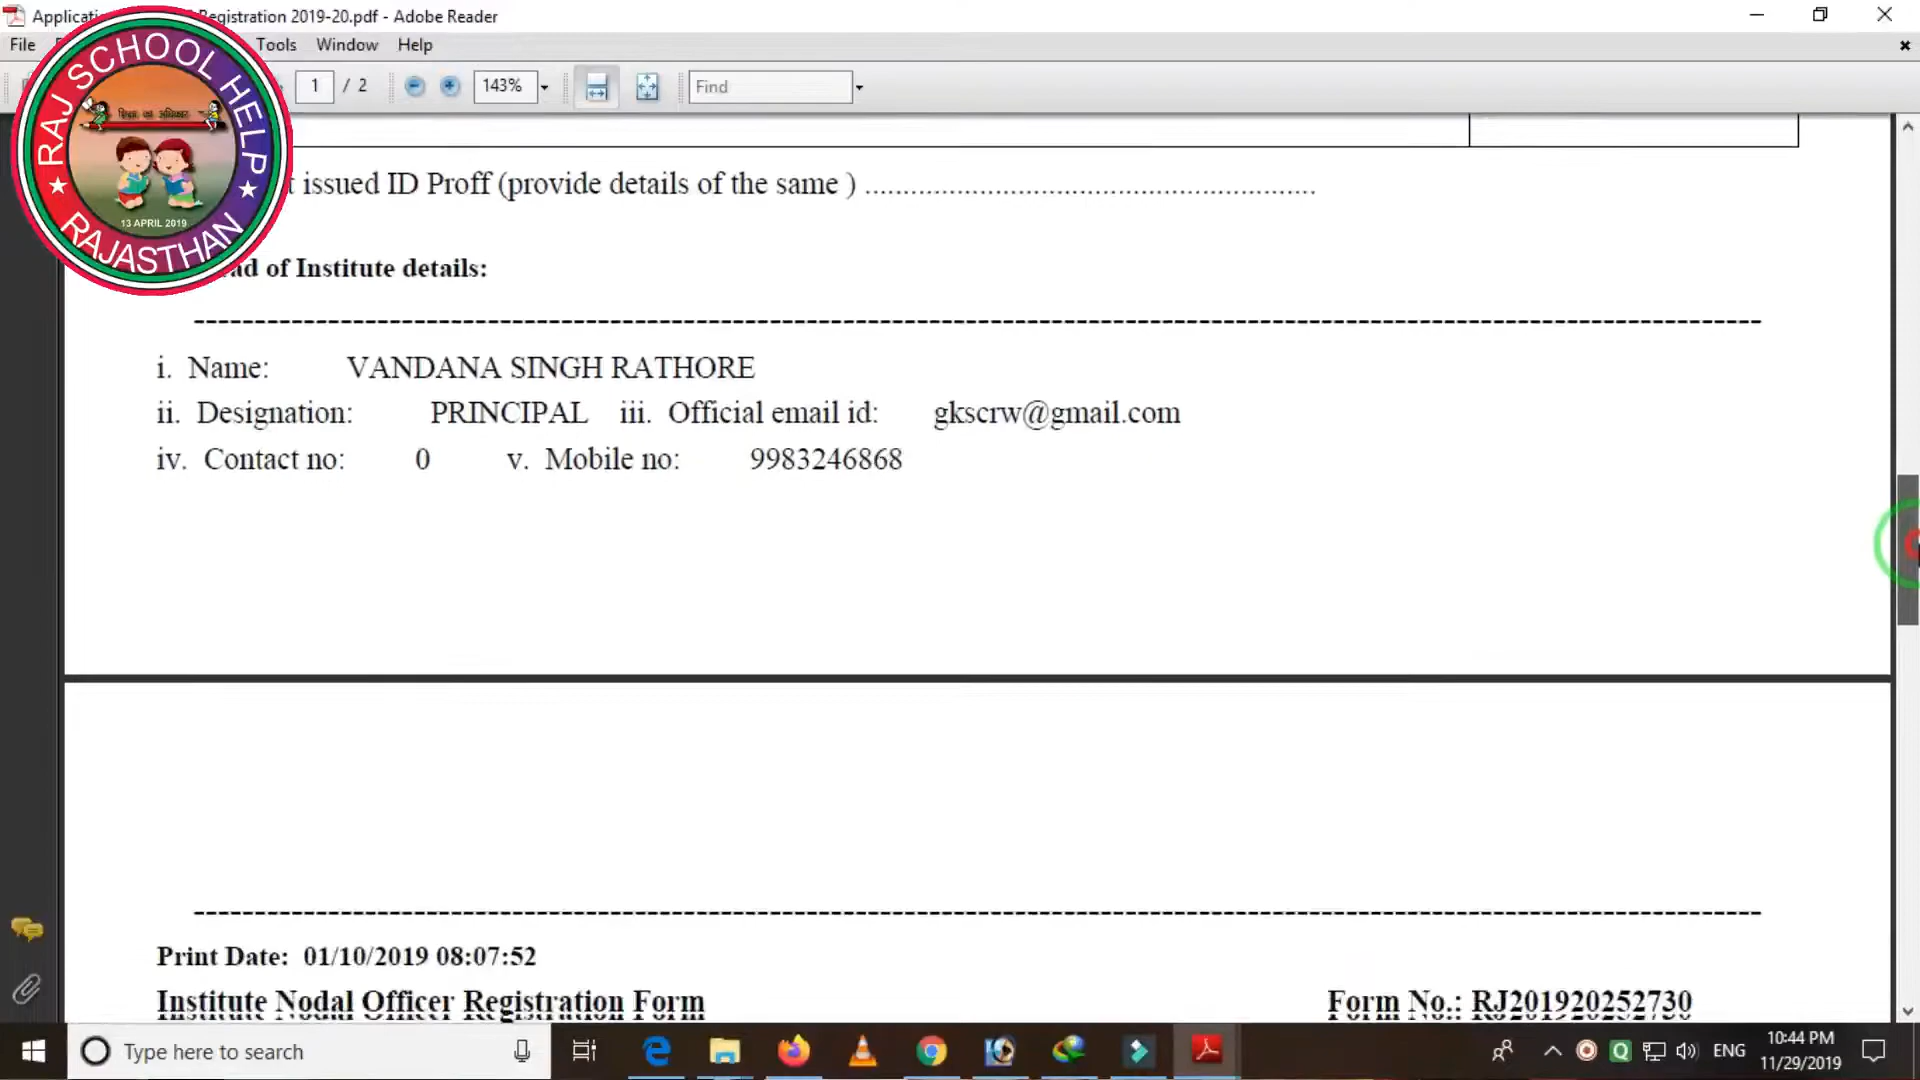 Applicati Registration 2019-20.pdf - Adobe Reader
File Tools Window Help
1 / 2 143% Find
RAJ SCHOOL HELP
शिक्षा का अधिकार
13 APRIL 2019
RAJASTHAN
t issued ID Proff (provide details of the same ) ............................................................
ad of Institute details:
i. Name: VANDANA SINGH RATHORE
ii. Designation: PRINCIPAL iii. Official email id: gkscrw@gmail.com
iv. Contact no: 0 v. Mobile no: 9983246868
Print Date: 01/10/2019 08:07:52
Institute Nodal Officer Registration Form Form No.: RJ201920252730
Type here to search
ENG
10:44 PM
11/29/2019